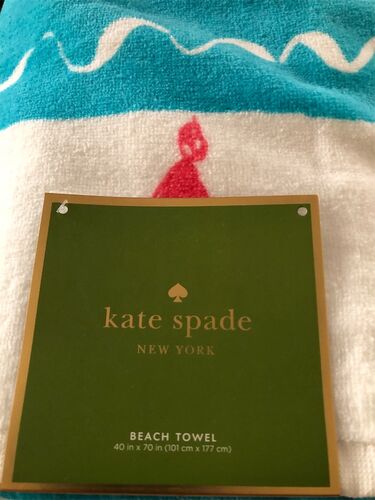 kate spade
NEW YORK
BEACH TOWEL
40 in x 70 in (101 cm x 177 cm)